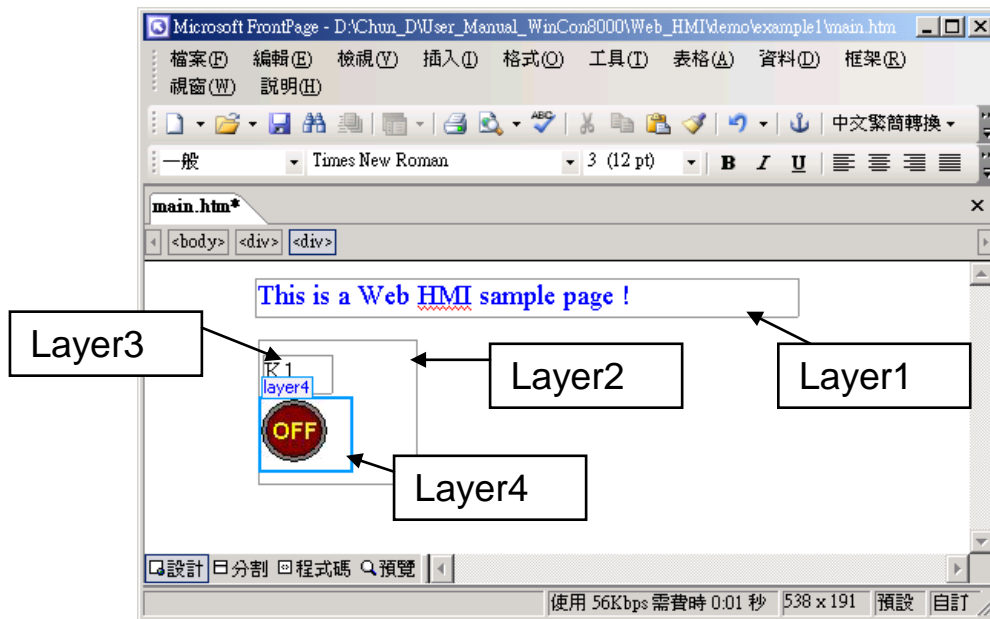 Microsoft FrontPage - D:\Chun_D\User_Manual_WinCon8000\Web_HMI\demo\example1\main.htm
檔案(F) 編輯(E) 檢視(V) 插入(I) 格式(O) 工具(T) 表格(A) 資料(D) 框架(R)
視窗(W) 說明(H)
ABC 中文繁簡轉換
一般 Times New Roman 3 (12 pt) B I U
main.htm*
<body> <div> <div>
This is a Web HMI sample page !
Layer3
Layer2
Layer1
K1
layer4
OFF
Layer4
設計 分割 程式碼 預覽
使用 56Kbps 需費時 0:01 秒 538 x 191 預設 自訂